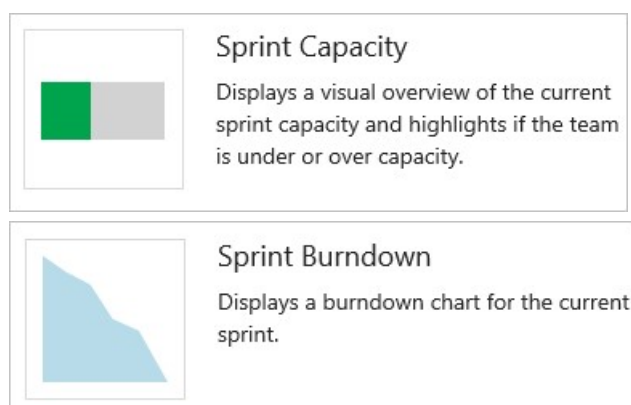 Sprint Capacity
Displays a visual overview of the current
sprint capacity and highlights if the team
is under or over capacity.
Sprint Burndown
Displays a burndown chart for the current
sprint.